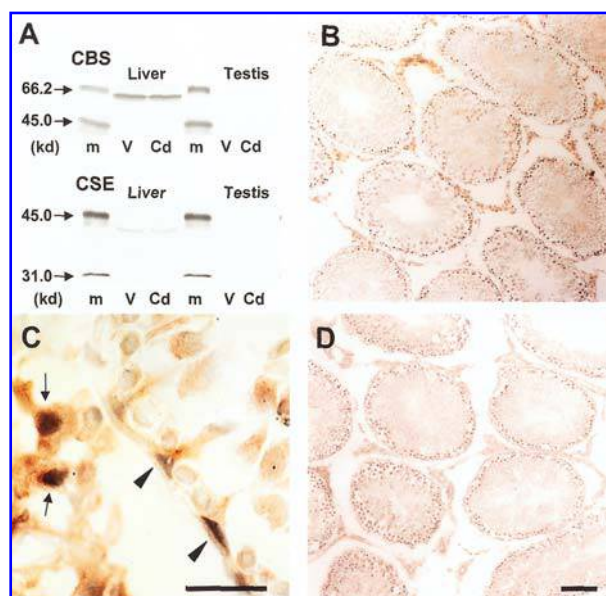 A
CBS
Liver
Testis
66.2
45.0
(kd) m V Cd m V Cd
CSE
Liver
Testis
45.0
31.0
(kd) m V Cd m V Cd
B
C
D